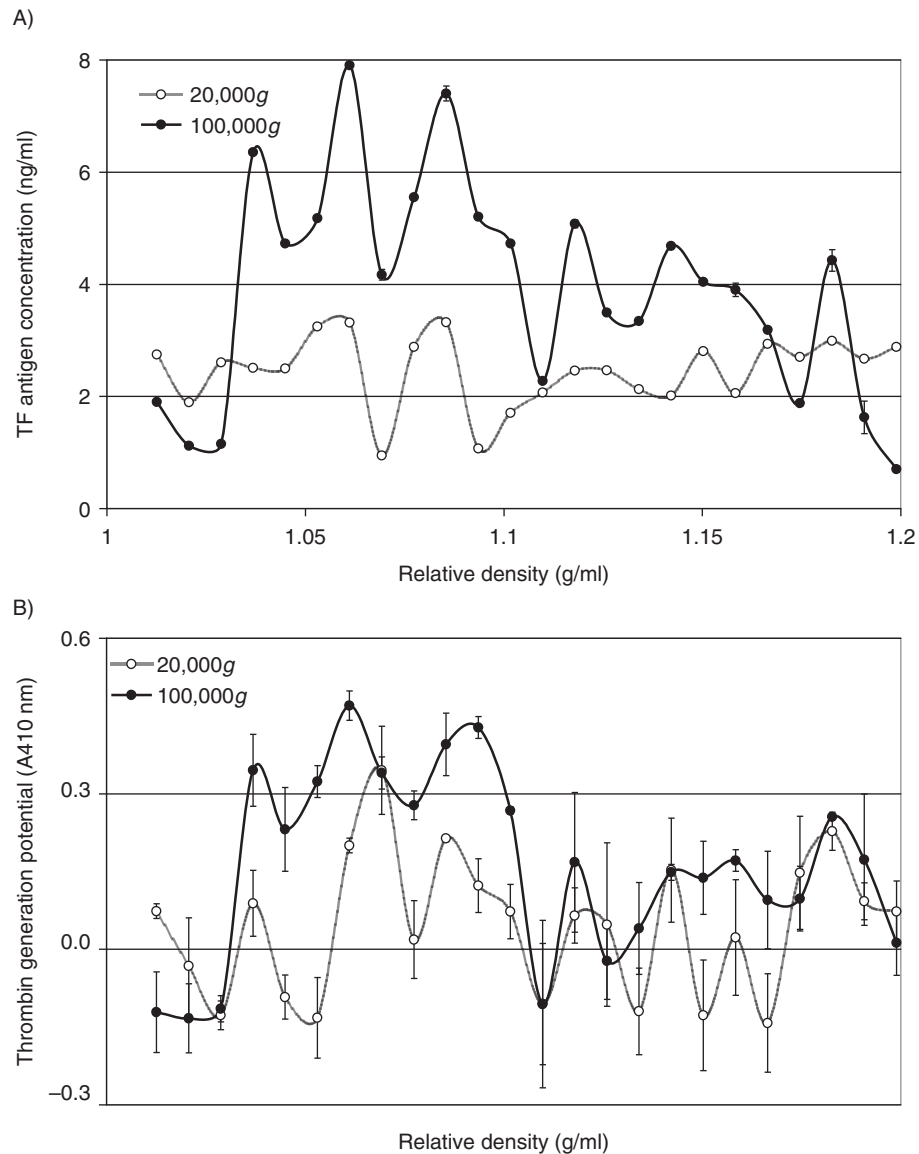 A)
TF antigen concentration (ng/ml)
8
6
4
2
0
20,000g
100,000g
1
1.05
1.1
1.15
1.2
Relative density (g/ml)
B)
Thrombin generation potential (A410 nm)
0.6
0.3
0.0
–0.3
20,000g
100,000g
Relative density (g/ml)